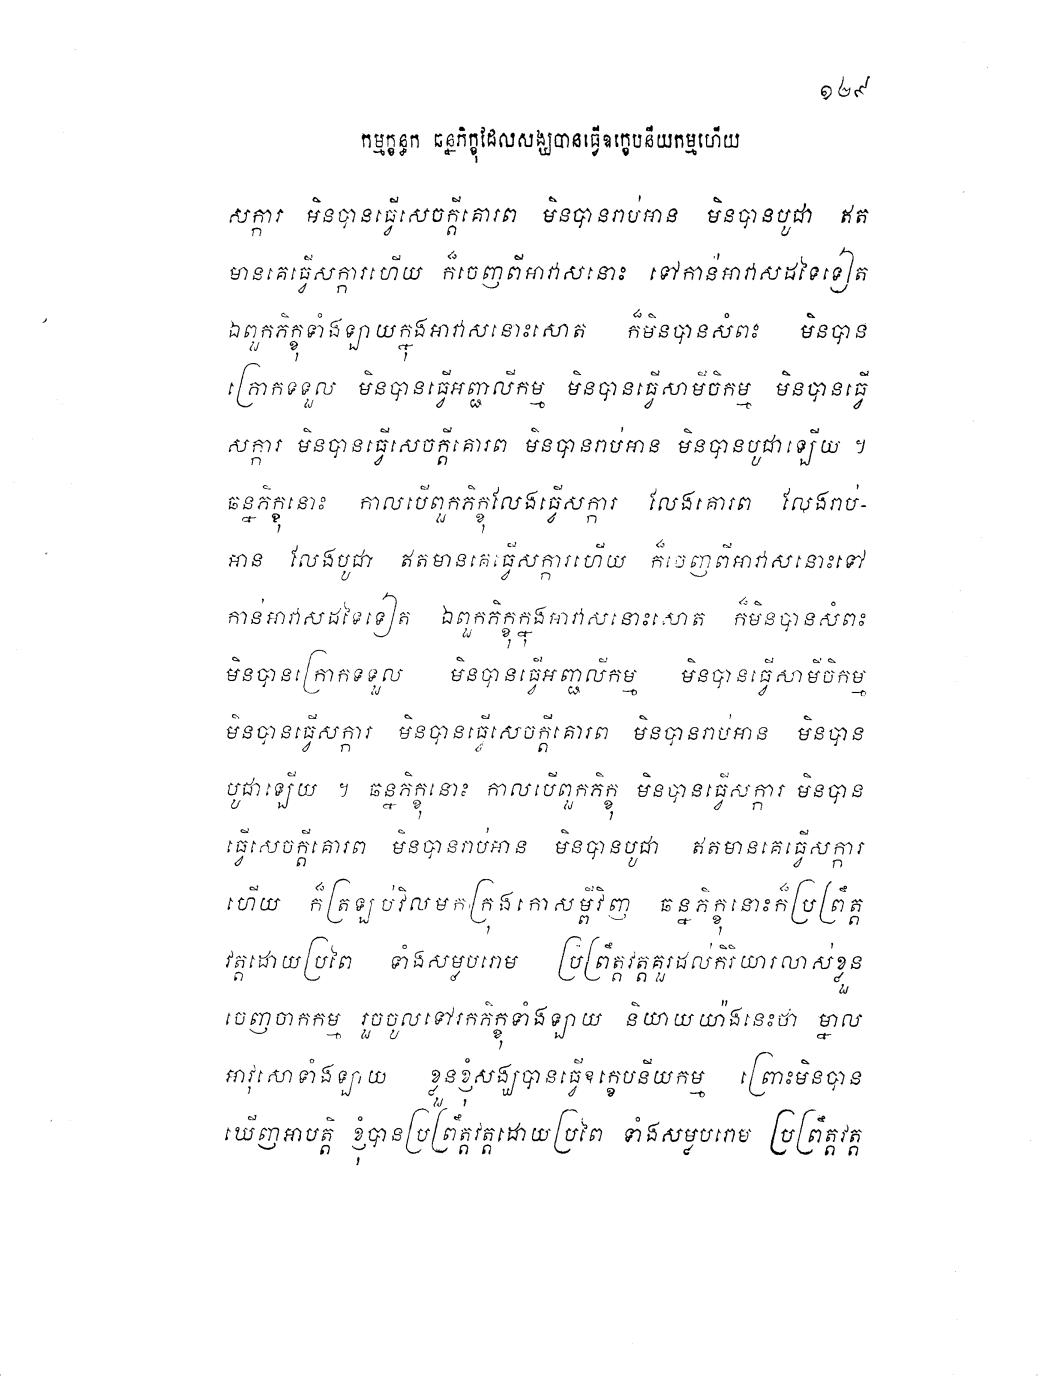 ១២៩
កម្មក្ខន្ធក ឆន្នភិក្ខុដែលសង្ឃបានធ្វើឧក្ខេបនីយកម្មហើយ
សក្ការ មិនបានធ្វើសេចក្តីគោរព មិនបានរាប់អាន មិនបានបូជា ឥត
មានគេធ្វើសក្ការហើយ ក៏ចេញពីអាវាសនោះ ទៅកាន់អាវាសដទៃទៀត
ឯពួកភិក្ខុទាំងឡាយក្នុងអាវាសនោះសោត ក៏មិនបានសំពះ មិនបាន
ក្រោកទទួល មិនបានធ្វើអញ្ជលីកម្ម មិនបានធ្វើសាមីចិកម្ម មិនបានធ្វើ
សក្ការ មិនបានធ្វើសេចក្តីគោរព មិនបានរាប់អាន មិនបានបូជាឡើយ ។
ឆន្នភិក្ខុនោះ កាលបើពួកភិក្ខុលែងធ្វើសក្ការ លែងគោរព លែងរាប់-
អាន លែងបូជា ឥតមានគេធ្វើសក្ការហើយ ក៏ចេញពីអាវាសនោះទៅ
កាន់អាវាសដទៃទៀត ឯពួកភិក្ខុក្នុងអាវាសនោះសោត ក៏មិនបានសំពះ
មិនបានក្រោកទទួល មិនបានធ្វើអញ្ជលីកម្ម មិនបានធ្វើសាមីចិកម្ម
មិនបានធ្វើសក្ការ មិនបានធ្វើសេចក្តីគោរព មិនបានរាប់អាន មិនបាន
បូជាឡើយ ។ ឆន្នភិក្ខុនោះ កាលបើពួកភិក្ខុ មិនបានធ្វើសក្ការ មិនបាន
ធ្វើសេចក្តីគោរព មិនបានរាប់អាន មិនបានបូជា ឥតមានគេធ្វើសក្ការ
ហើយ ក៏ត្រឡប់វិលមកក្រុងកោសម្ពីវិញ ឆន្នភិក្ខុនោះក៏ប្រព្រឹត្ត
វត្តដោយប្រពៃ ទាំងសម្លបរោម ប្រព្រឹត្តវត្តគួរដល់កិរិយារលាស់ខ្លួន
ចេញចាកកម្ម រួចចូលទៅរកភិក្ខុទាំងឡាយ និយាយយ៉ាងនេះថា ម្នាល
អាវុសោទាំងឡាយ ខ្លួនខ្ញុំសង្ឃបានធ្វើឧក្ខេបនីយកម្ម ព្រោះមិនបាន
ឃើញអាបត្តិ ខ្ញុំបានប្រព្រឹត្តវត្តដោយប្រពៃ ទាំងសម្លបរោម ប្រព្រឹត្តវត្ត